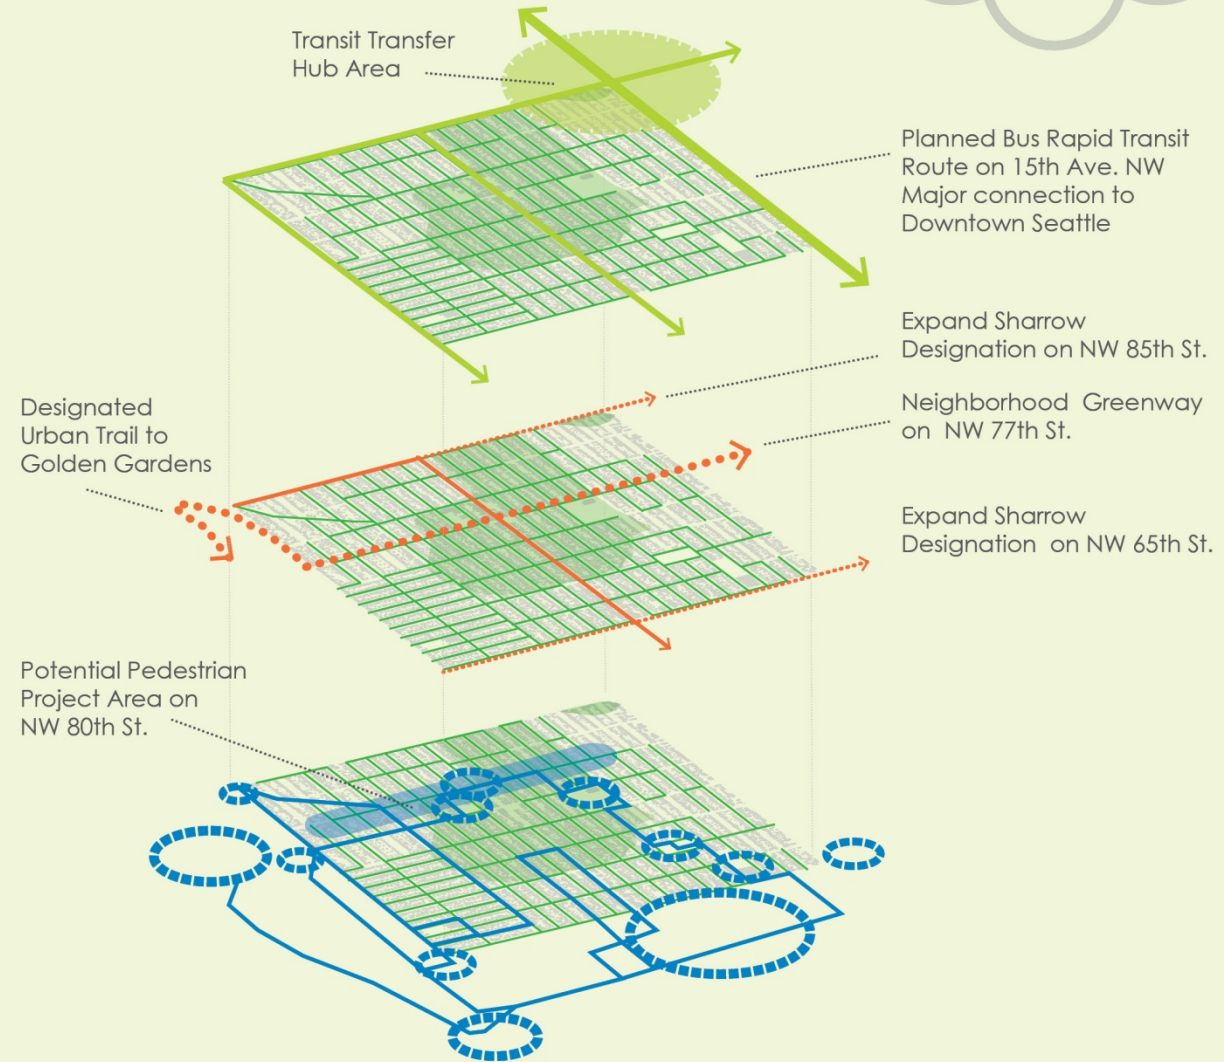 Transit Transfer
Hub Area
Planned Bus Rapid Transit
Route on 15th Ave. NW
Major connection to
Downtown Seattle
Expand Sharrow
Designation on NW 85th St.
Designated
Urban Trail to
Golden Gardens
Neighborhood Greenway
on NW 77th St.
Expand Sharrow
Designation on NW 65th St.
Potential Pedestrian
Project Area on
NW 80th St.